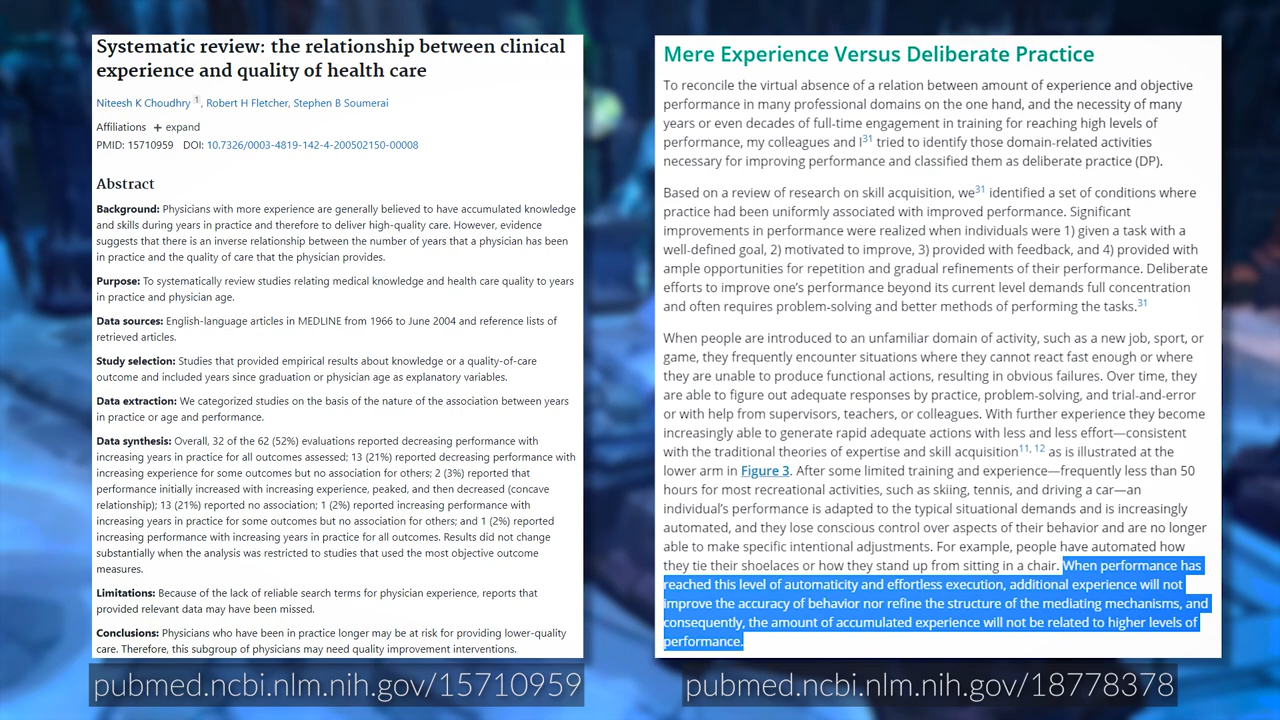 Systematic review: the relationship between clinical
experience and quality of health care
Niteesh K Choudhry 1, Robert H Fletcher, Stephen B Soumerai
Affiliations + expand
PMID: 15710959 DOI: 10.7326/0003-4819-142-4-200502150-00008
Abstract
Background: Physicians with more experience are generally believed to have accumulated knowledge
and skills during years in practice and therefore to deliver high-quality care. However, evidence
suggests that there is an inverse relationship between the number of years that a physician has been
in practice and the quality of care that the physician provides.
Purpose: To systematically review studies relating medical knowledge and health care quality to years
in practice and physician age.
Data sources: English-language articles in MEDLINE from 1966 to June 2004 and reference lists of
retrieved articles.
Study selection: Studies that provided empirical results about knowledge or a quality-of-care
outcome and included years since graduation or physician age as explanatory variables.
Data extraction: We categorized studies on the basis of the nature of the association between years
in practice or age and performance.
Data synthesis: Overall, 32 of the 62 (52%) evaluations reported decreasing performance with
increasing years in practice for all outcomes assessed; 13 (21%) reported decreasing performance with
increasing experience for some outcomes but no association for others; 2 (3%) reported that
performance initially increased with increasing experience, peaked, and then decreased (concave
relationship); 13 (21%) reported no association; 1 (2%) reported increasing performance with
increasing years in practice for some outcomes but no association for others; and 1 (2%) reported
increasing performance with increasing years in practice for all outcomes. Results did not change
substantially when the analysis was restricted to studies that used the most objective outcome
measures.
Limitations: Because of the lack of reliable search terms for physician experience, reports that
provided relevant data may have been missed.
Conclusions: Physicians who have been in practice longer may be at risk for providing lower-quality
care. Therefore, this subgroup of physicians may need quality improvement interventions.
pubmed.ncbi.nlm.nih.gov/15710959
Mere Experience Versus Deliberate Practice
To reconcile the virtual absence of a relation between amount of experience and objective
performance in many professional domains on the one hand, and the necessity of many
years or even decades of full-time engagement in training for reaching high levels of
performance, my colleagues and I31 tried to identify those domain-related activities
necessary for improving performance and classified them as deliberate practice (DP).
Based on a review of research on skill acquisition, we31 identified a set of conditions where
practice had been uniformly associated with improved performance. Significant
improvements in performance were realized when individuals were 1) given a task with a
well-defined goal, 2) motivated to improve, 3) provided with feedback, and 4) provided with
ample opportunities for repetition and gradual refinements of their performance. Deliberate
efforts to improve one's performance beyond its current level demands full concentration
and often requires problem-solving and better methods of performing the tasks.31
When people are introduced to an unfamiliar domain of activity, such as a new job, sport, or
game, they frequently encounter situations where they cannot react fast enough or where
they are unable to produce functional actions, resulting in obvious failures. Over time, they
are able to figure out adequate responses by practice, problem-solving, and trial-and-error
or with help from supervisors, teachers, or colleagues. With further experience they become
increasingly able to generate rapid adequate actions with less and less effort—consistent
with the traditional theories of expertise and skill acquisition11, 12 as is illustrated at the
lower arm in Figure 3. After some limited training and experience—frequently less than 50
hours for most recreational activities, such as skiing, tennis, and driving a car—an
individual's performance is adapted to the typical situational demands and is increasingly
automated, and they lose conscious control over aspects of their behavior and are no longer
able to make specific intentional adjustments. For example, people have automated how
they tie their shoelaces or how they stand up from sitting in a chair. When performance has
reached this level of automaticity and effortless execution, additional experience will not
improve the accuracy of behavior nor refine the structure of the mediating mechanisms, and
consequently, the amount of accumulated experience will not be related to higher levels of
performance.
pubmed.ncbi.nlm.nih.gov/18778378